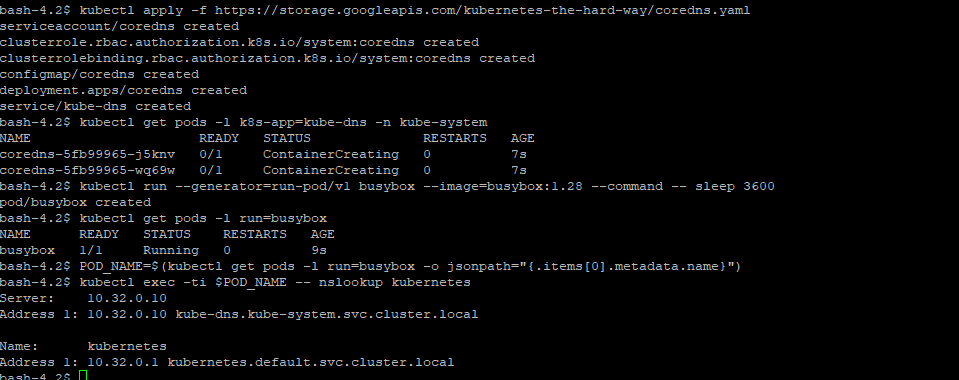 bash-4.2$ kubectl apply -f https://storage.googleapis.com/kubernetes-the-hard-way/coredns.yaml
serviceaccount/coredns created
clusterrole.rbac.authorization.k8s.io/system:coredns created
clusterrolebinding.rbac.authorization.k8s.io/system:coredns created
configmap/coredns created
deployment.apps/coredns created
service/kube-dns created
bash-4.2$ kubectl get pods -l k8s-app=kube-dns -n kube-system
NAME                     READY   STATUS              RESTARTS   AGE
coredns-5fb99965-j5knv   0/1     ContainerCreating   0          7s
coredns-5fb99965-wq69w   0/1     ContainerCreating   0          7s
bash-4.2$ kubectl run --generator=run-pod/v1 busybox --image=busybox:1.28 --command -- sleep 3600
pod/busybox created
bash-4.2$ kubectl get pods -l run=busybox
NAME      READY   STATUS    RESTARTS   AGE
busybox   1/1     Running   0          9s
bash-4.2$ POD_NAME=$(kubectl get pods -l run=busybox -o jsonpath="{.items[0].metadata.name}")
bash-4.2$ kubectl exec -ti $POD_NAME -- nslookup kubernetes
Server:    10.32.0.10
Address 1: 10.32.0.10 kube-dns.kube-system.svc.cluster.local

Name:      kubernetes
Address 1: 10.32.0.1 kubernetes.default.svc.cluster.local
bash-4.2$